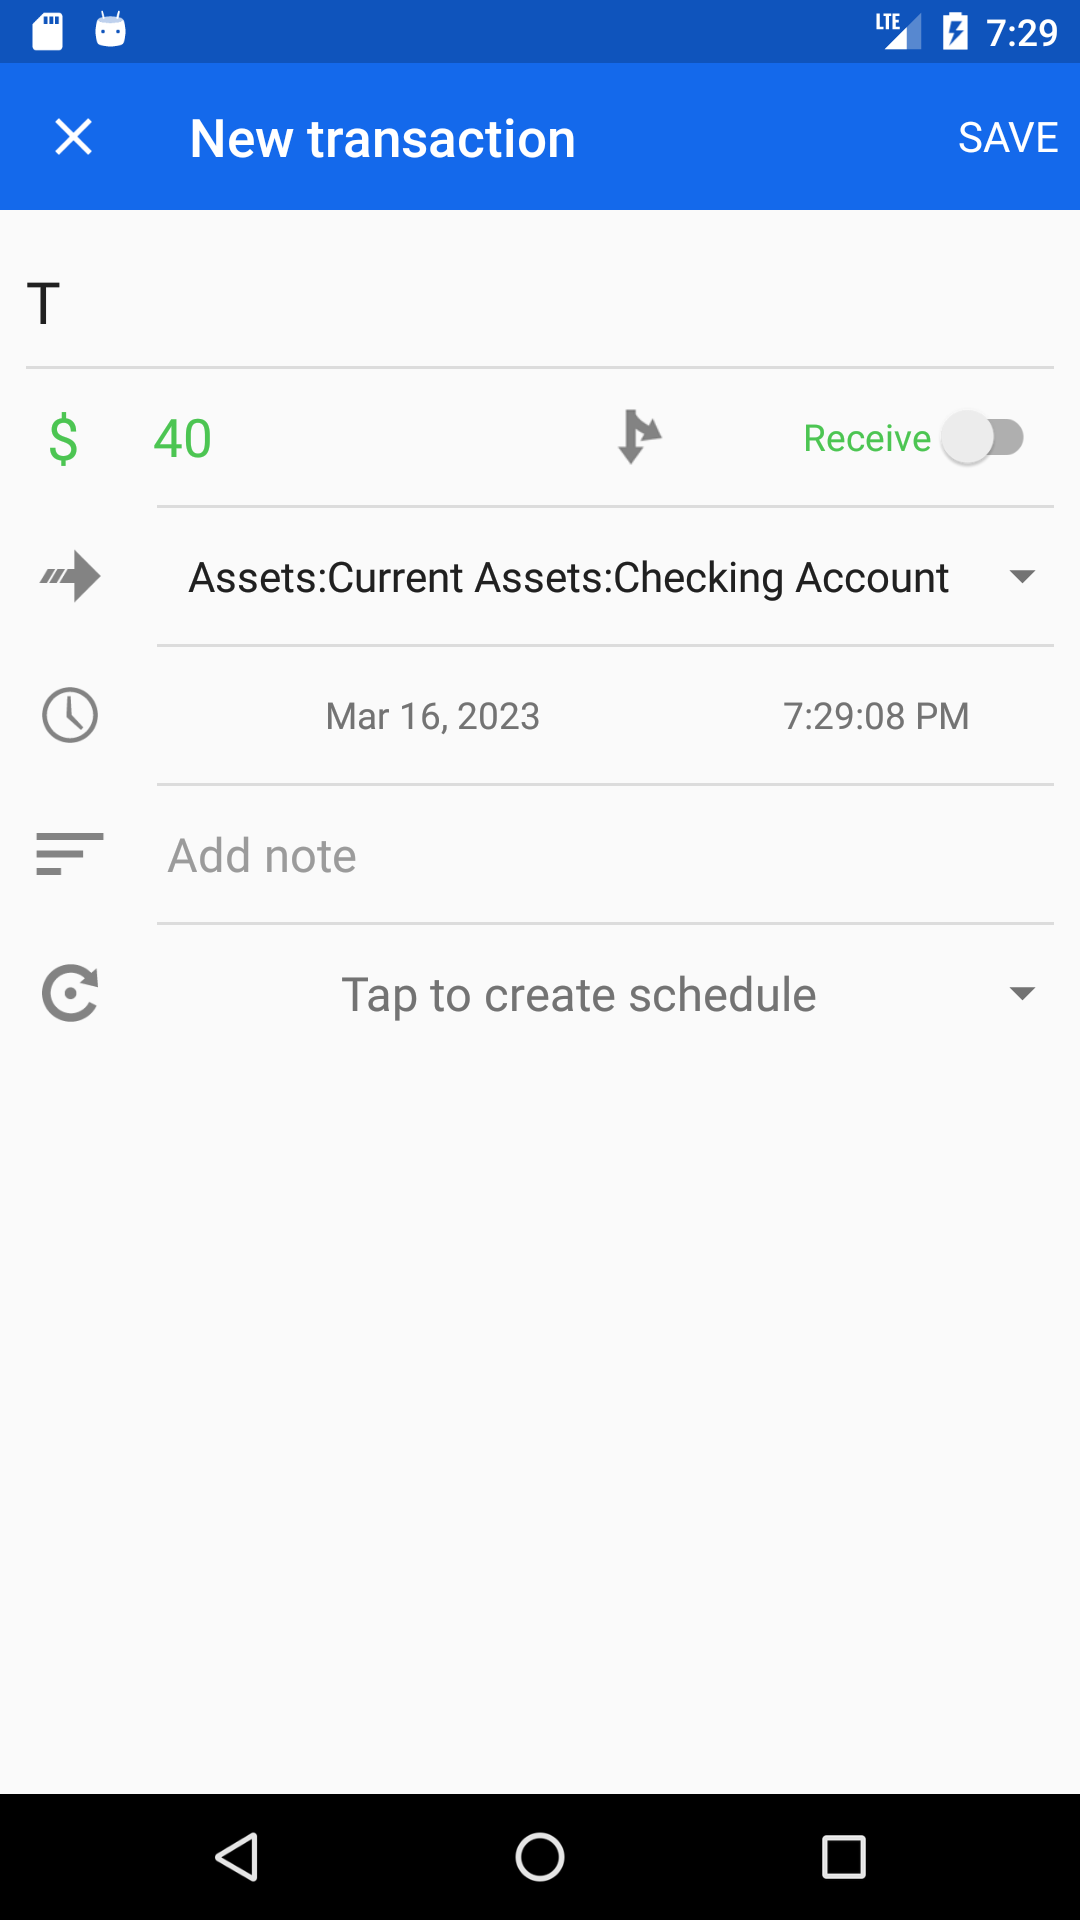 LTE 7:29
New transaction SAVE
T
$ 40 Receive
Assets:Current Assets:Checking Account
Mar 16, 2023 7:29:08 PM
Add note
Tap to create schedule